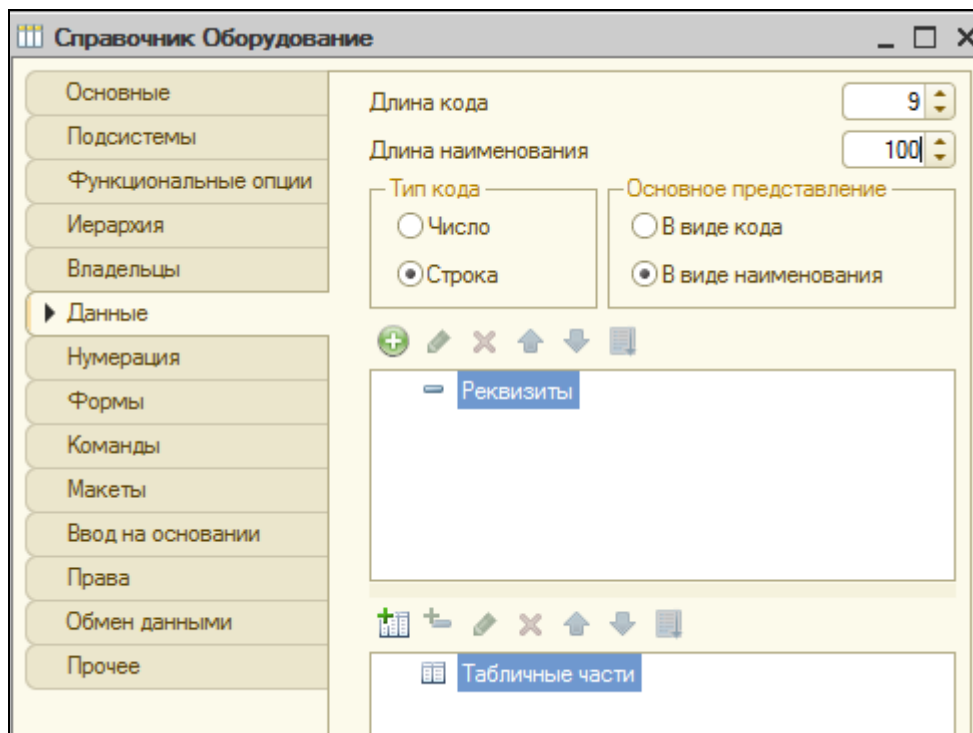 Справочник Оборудование
Основные
Подсистемы
Функциональные опции
Иерархия
Владельцы
Данные
Нумерация
Формы
Команды
Макеты
Ввод на основании
Права
Обмен данными
Прочее
Длина кода 9
Длина наименования 100
Тип кода Основное представление
Число В виде кода
Строка В виде наименования
Реквизиты
Табличные части